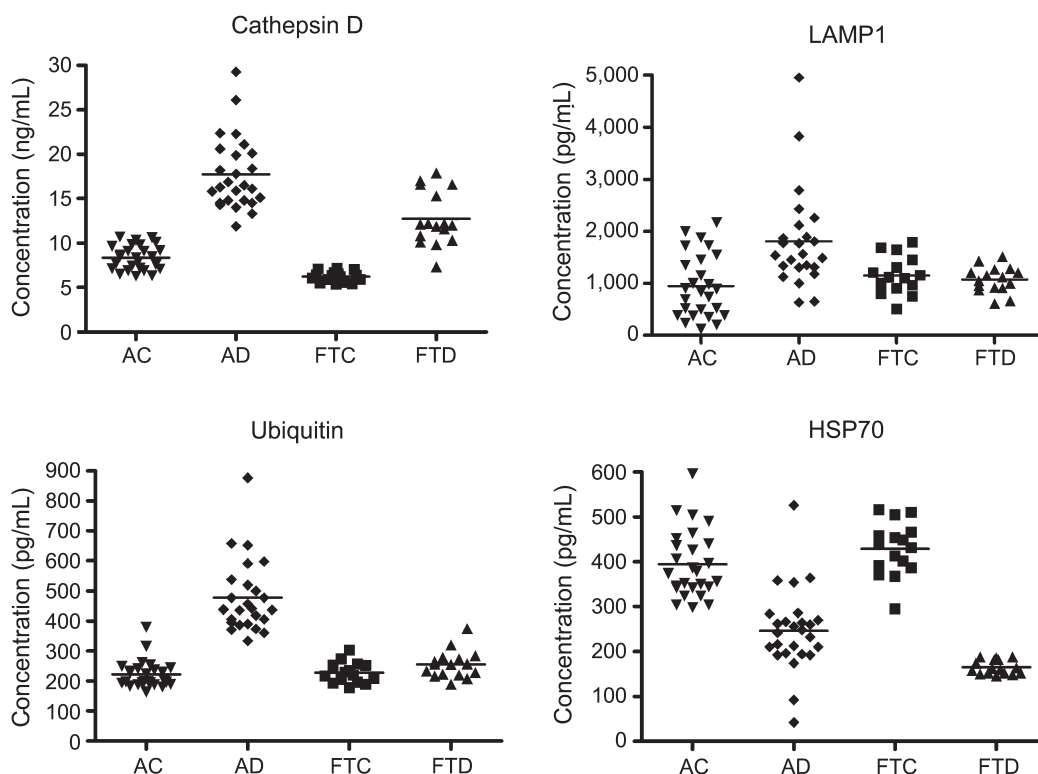 Cathepsin D
Concentration (ng/mL)
30
25
20
15
10
5
0
AC AD FTC FTD
LAMP1
Concentration (pg/mL)
5,000
4,000
3,000
2,000
1,000
0
AC AD FTC FTD
Ubiquitin
Concentration (pg/mL)
900
800
700
600
500
400
300
200
100
0
AC AD FTC FTD
HSP70
Concentration (pg/mL)
600
500
400
300
200
100
0
AC AD FTC FTD